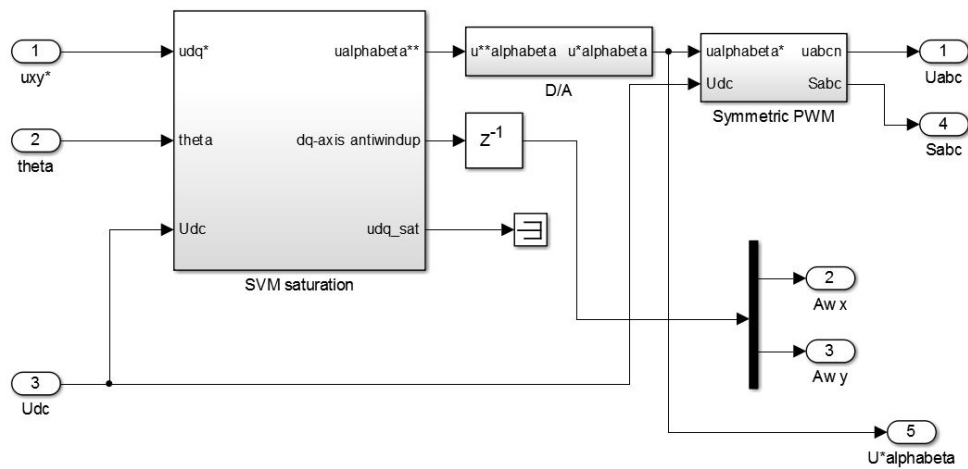 1
uxy*
2
theta
3
Udc
udq*
theta
Udc
ualphabeta**
dq-axis antiwindup
udq_sat
SVM saturation
u**alphabeta u*alphabeta
D/A
z-1
ualphabeta* uabcn
Udc Sabc
Symmetric PWM
1
Uabc
4
Sabc
2
Aw x
3
Aw y
5
U*alphabeta